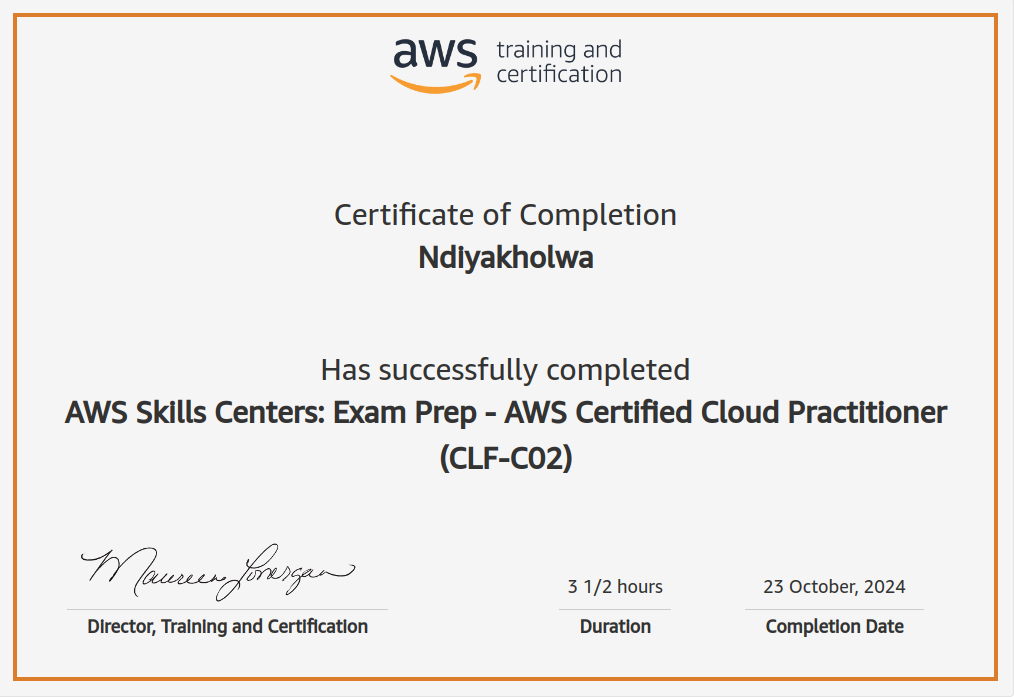 aws training and
certification
Certificate of Completion
Ndiyakholwa
Has successfully completed
AWS Skills Centers: Exam Prep - AWS Certified Cloud Practitioner
(CLF-C02)
Maureen Lonergan
3 1/2 hours
23 October, 2024
Director, Training and Certification
Duration
Completion Date